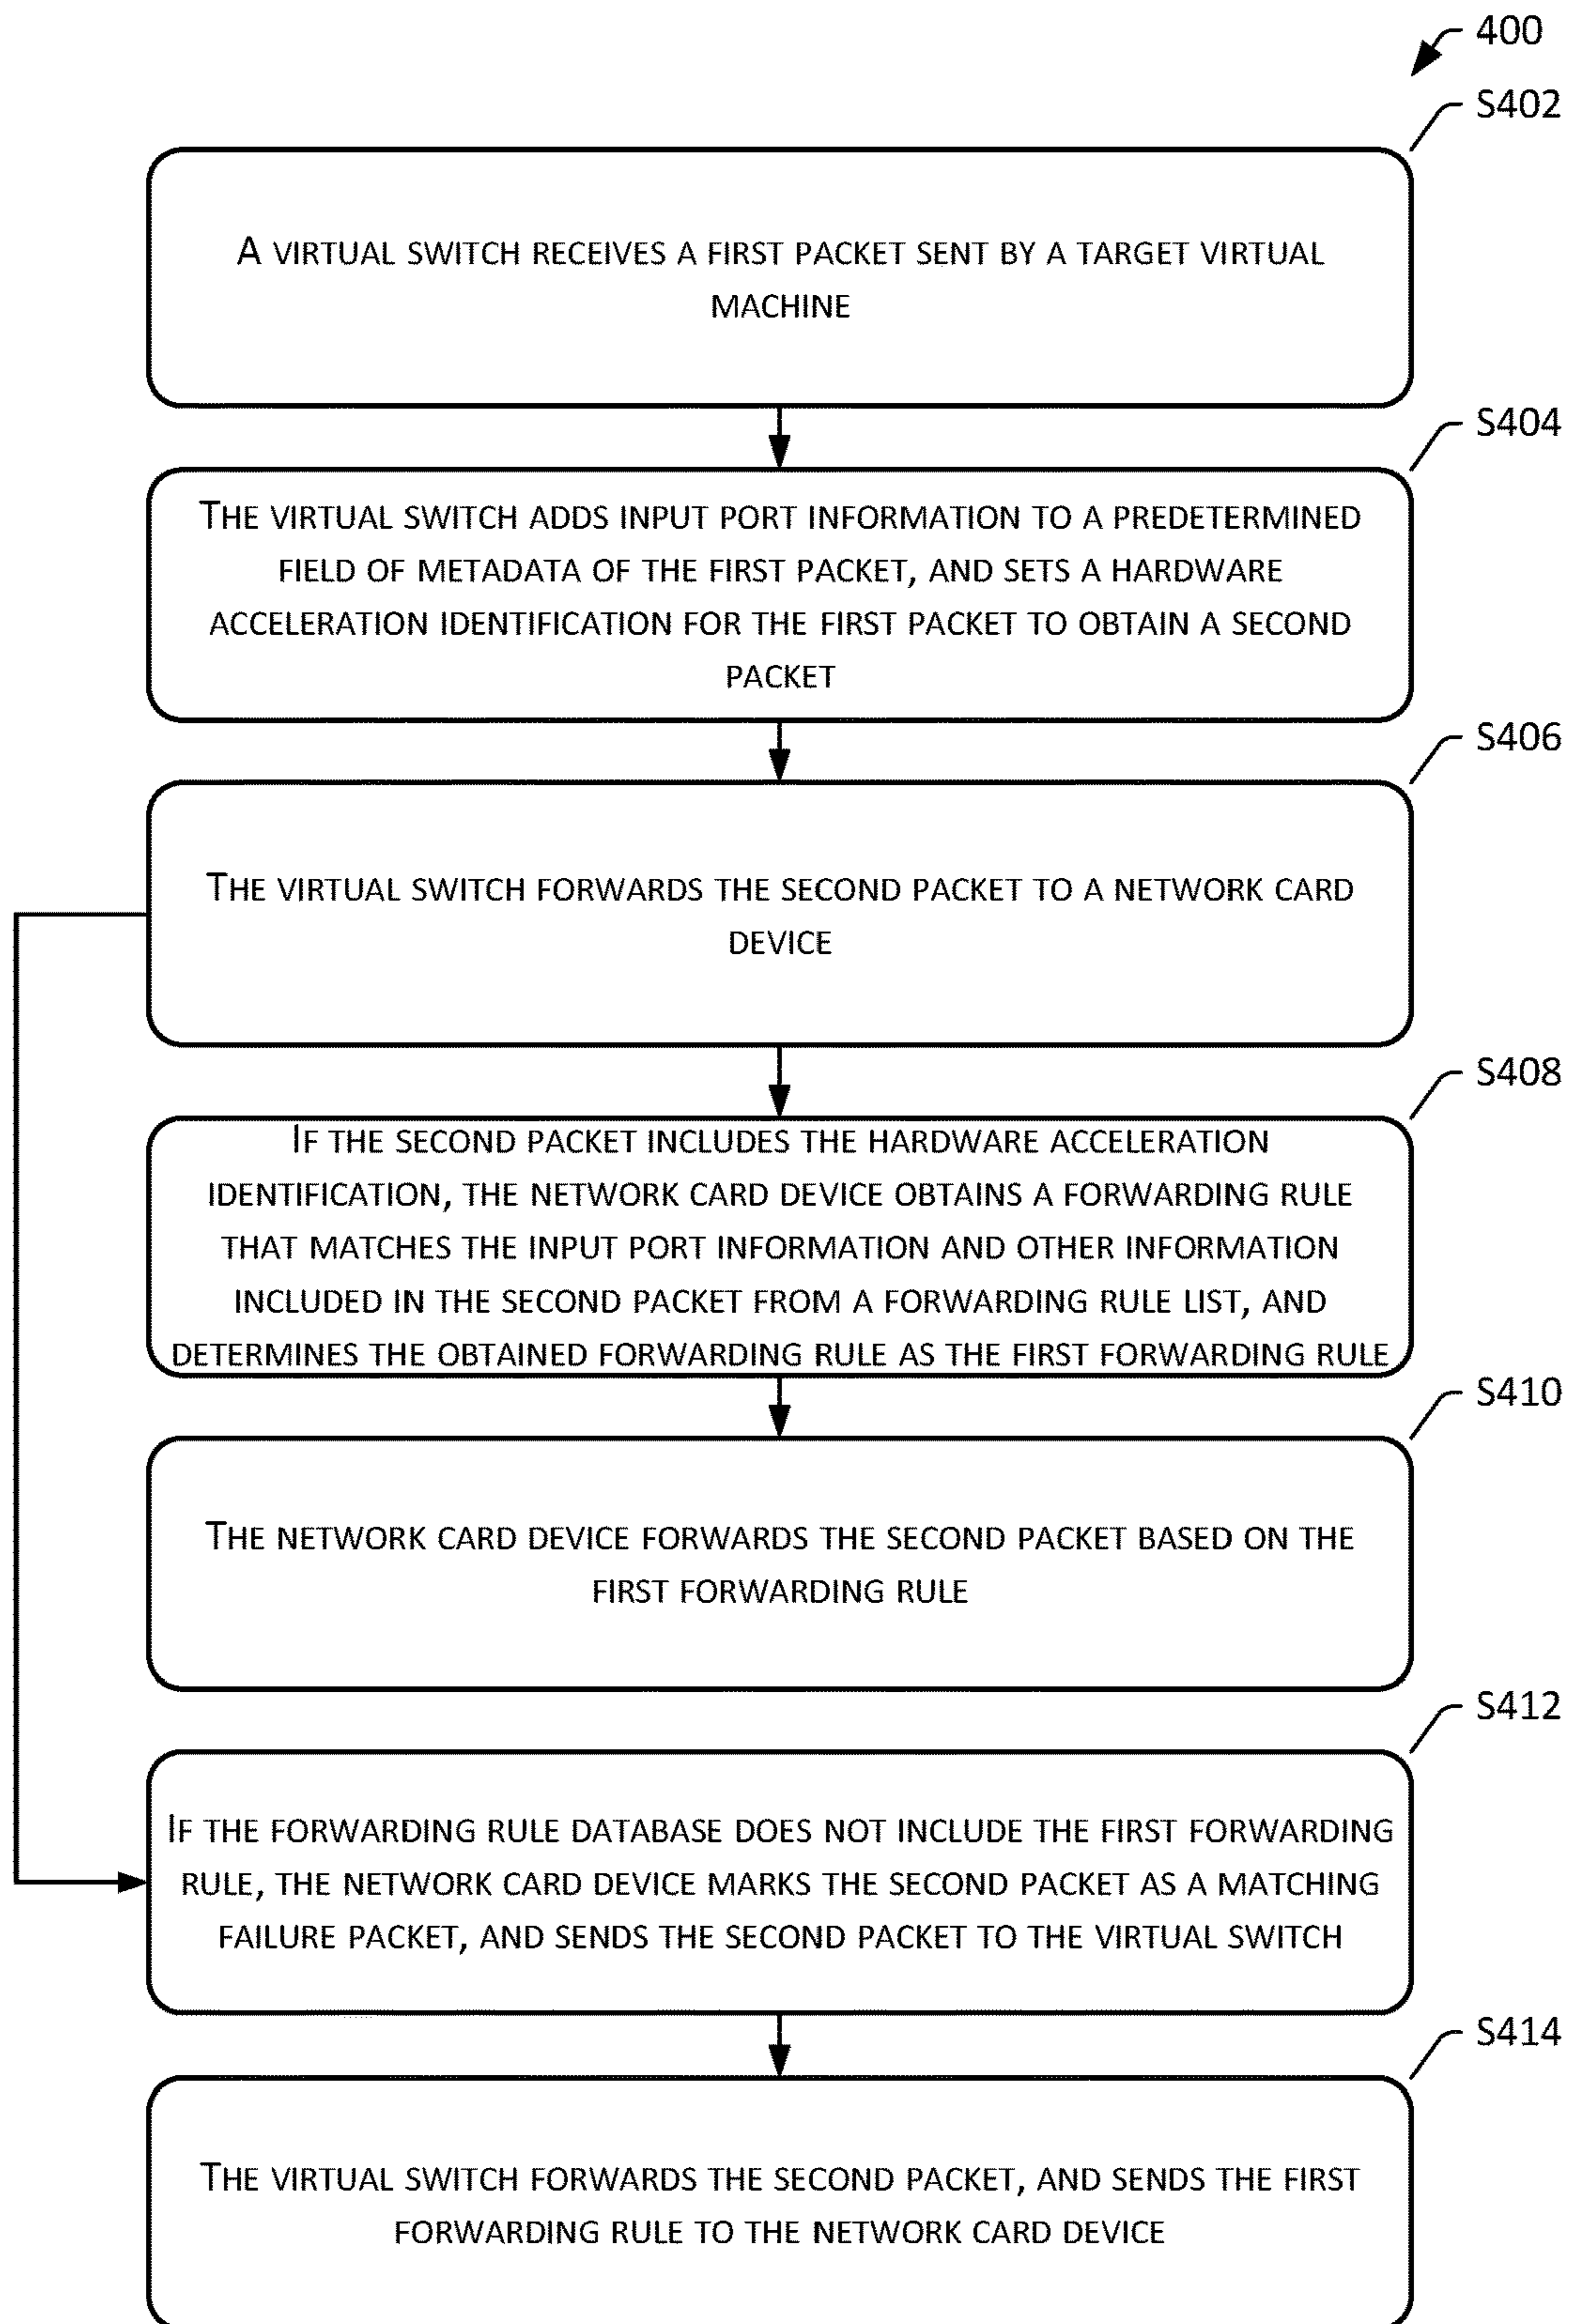 400
S402
A VIRTUAL SWITCH RECEIVES A FIRST PACKET SENT BY A TARGET VIRTUAL
MACHINE
S404
THE VIRTUAL SWITCH ADDS INPUT PORT INFORMATION TO A PREDETERMINED
FIELD OF METADATA OF THE FIRST PACKET, AND SETS A HARDWARE
ACCELERATION IDENTIFICATION FOR THE FIRST PACKET TO OBTAIN A SECOND
PACKET
S406
THE VIRTUAL SWITCH FORWARDS THE SECOND PACKET TO A NETWORK CARD
DEVICE
S408
IF THE SECOND PACKET INCLUDES THE HARDWARE ACCELERATION
IDENTIFICATION, THE NETWORK CARD DEVICE OBTAINS A FORWARDING RULE
THAT MATCHES THE INPUT PORT INFORMATION AND OTHER INFORMATION
INCLUDED IN THE SECOND PACKET FROM A FORWARDING RULE LIST, AND
DETERMINES THE OBTAINED FORWARDING RULE AS THE FIRST FORWARDING RULE
S410
THE NETWORK CARD DEVICE FORWARDS THE SECOND PACKET BASED ON THE
FIRST FORWARDING RULE
S412
IF THE FORWARDING RULE DATABASE DOES NOT INCLUDE THE FIRST FORWARDING
RULE, THE NETWORK CARD DEVICE MARKS THE SECOND PACKET AS A MATCHING
FAILURE PACKET, AND SENDS THE SECOND PACKET TO THE VIRTUAL SWITCH
S414
THE VIRTUAL SWITCH FORWARDS THE SECOND PACKET, AND SENDS THE FIRST
FORWARDING RULE TO THE NETWORK CARD DEVICE